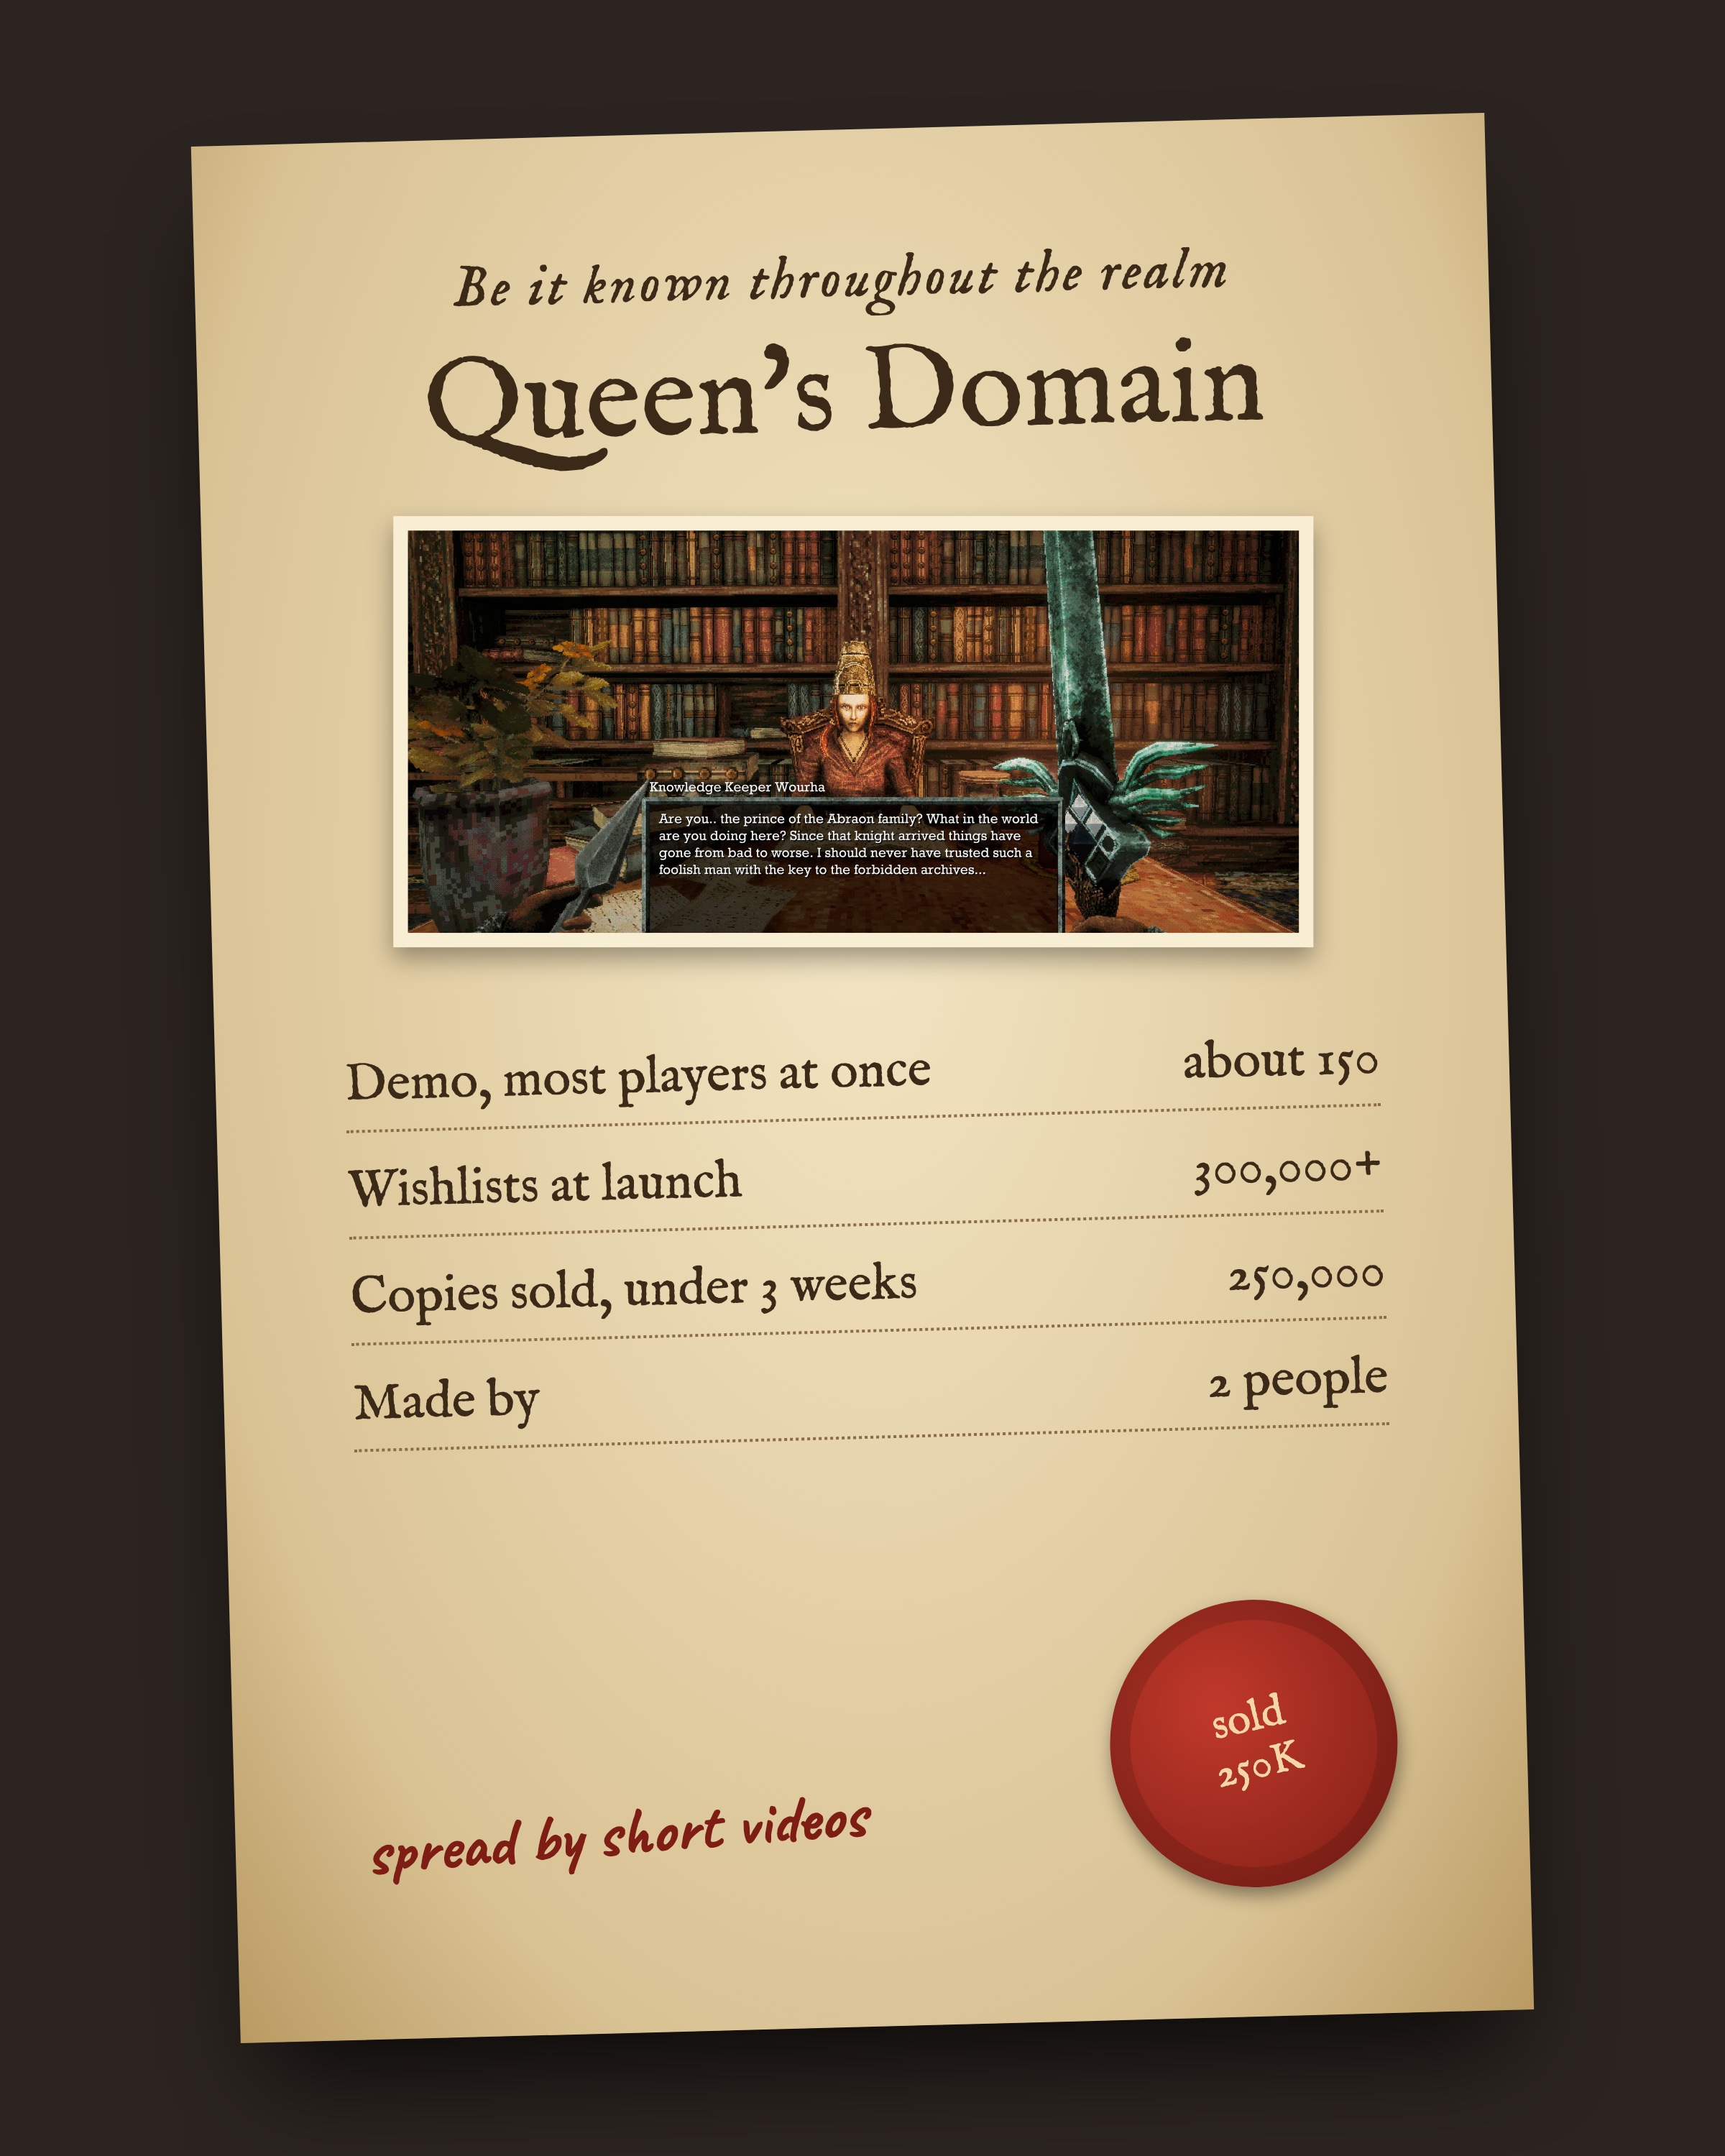 Be it known throughout the realm
Queen’s Domain
Knowledge Keeper Wourha
Are you.. the prince of the Abraon family? What in the world
are you doing here? Since that knight arrived things have
gone from bad to worse. I should never have trusted such a
foolish man with the key to the forbidden archives...
Demo, most players at once about 150
Wishlists at launch 300,000+
Copies sold, under 3 weeks 250,000
Made by 2 people
sold
250K
spread by short videos